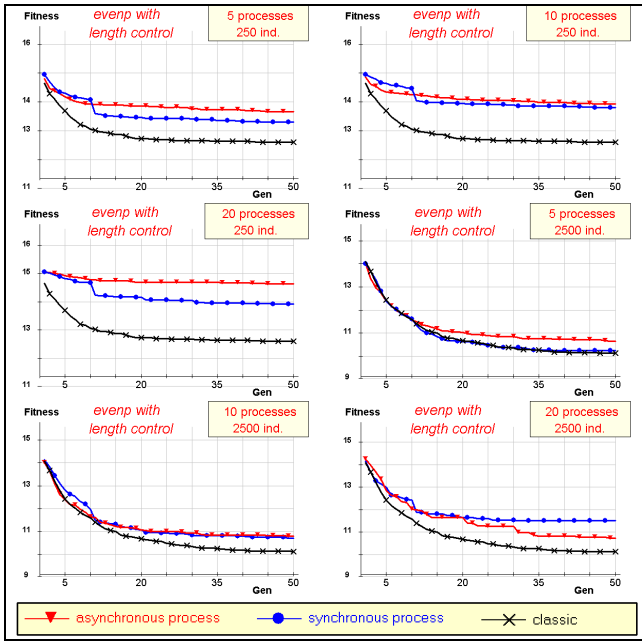 Fitness
evenp with
length control
5 processes
250 ind.
16
14
13
11
5
20
35
50
Gen
Fitness
evenp with
length control
10 processes
250 ind.
16
14
13
11
5
20
35
50
Gen
Fitness
evenp with
length control
20 processes
250 ind.
16
15
13
11
5
20
35
50
Gen
Fitness
evenp with
length control
5 processes
2500 ind.
15
13
11
9
5
20
35
50
Gen
Fitness
evenp with
length control
10 processes
2500 ind.
15
13
11
9
5
20
35
50
Gen
Fitness
evenp with
length control
20 processes
2500 ind.
15
13
11
9
5
20
35
50
Gen
asynchronous process
synchronous process
classic